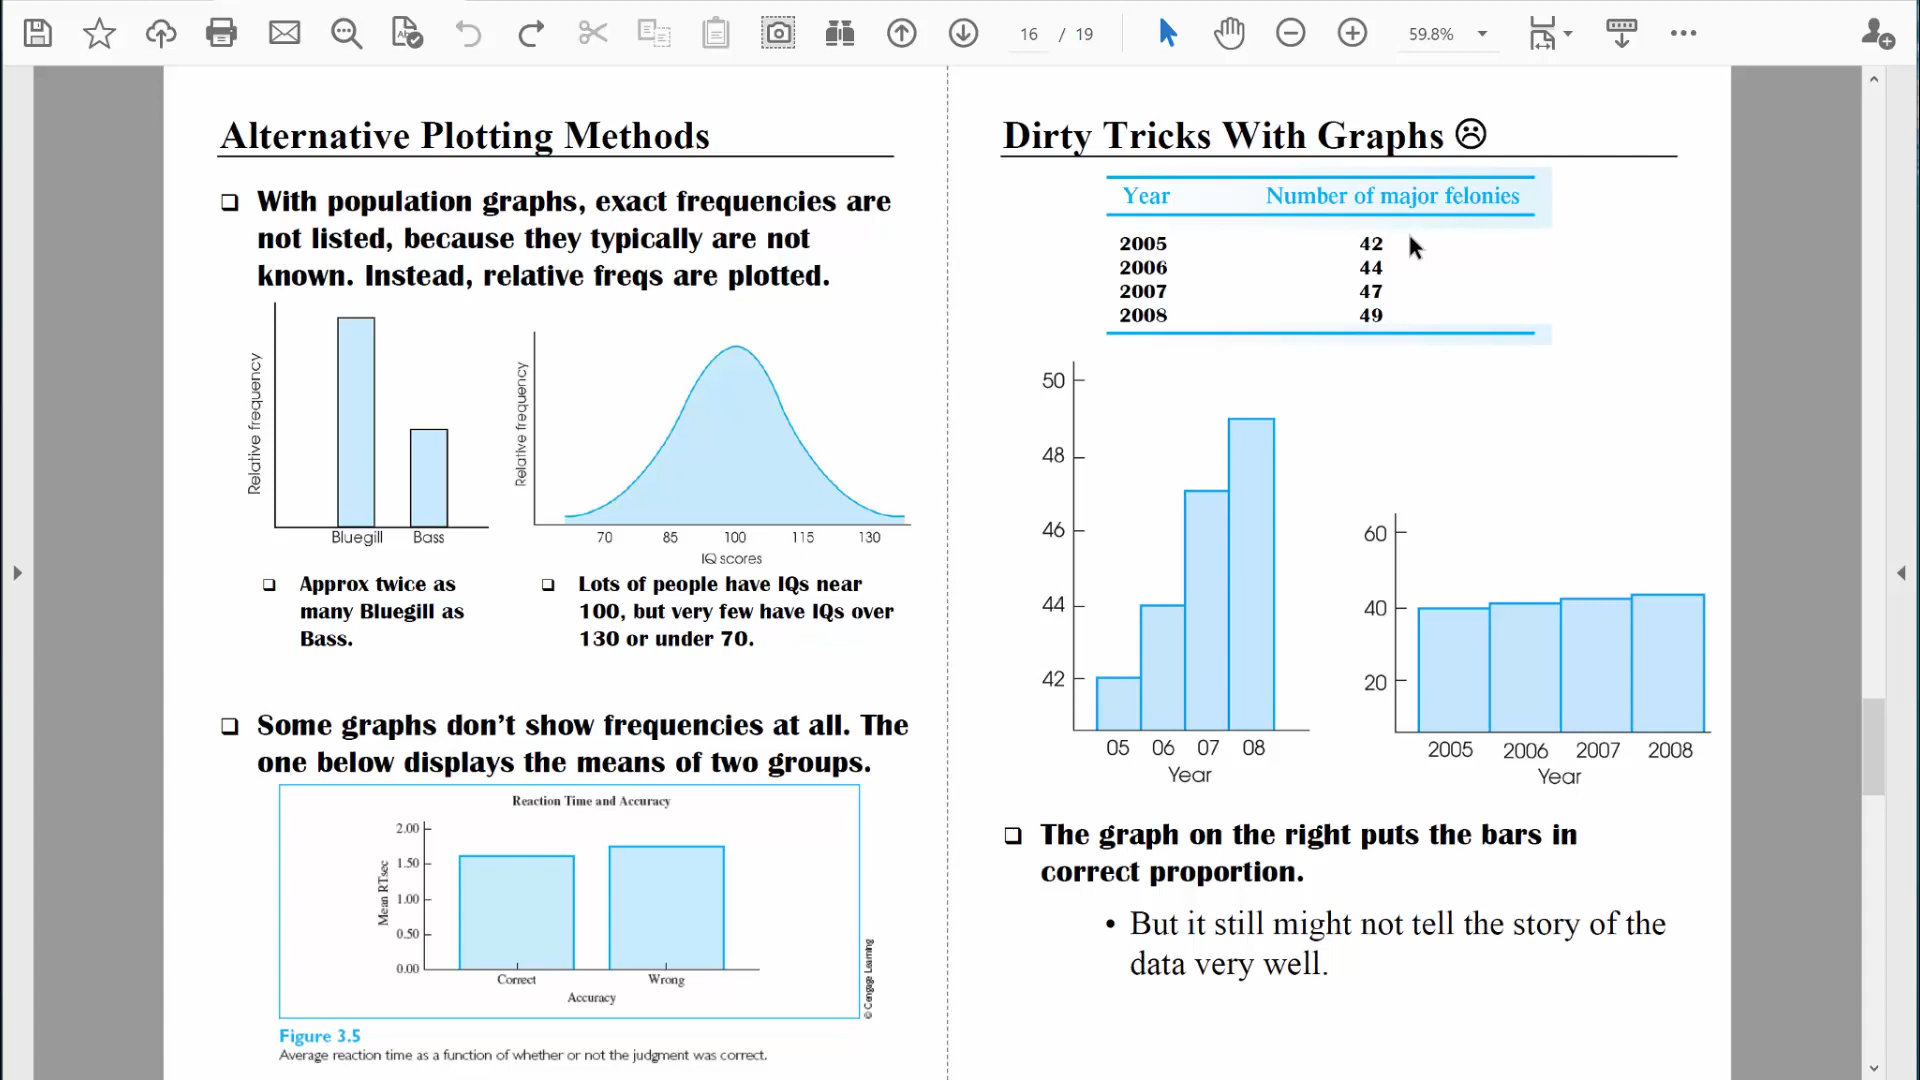 16 / 19
59.8%
Alternative Plotting Methods
With population graphs, exact frequencies are
not listed, because they typically are not
known. Instead, relative freqs are plotted.
Relative frequency
Bluegill Bass
Relative frequency
70 85 100 115 130
IQ scores
Approx twice as
many Bluegill as
Bass.
Lots of people have IQs near
100, but very few have IQs over
130 or under 70.
Some graphs don't show frequencies at all. The
one below displays the means of two groups.
Reaction Time and Accuracy
Mean RTsec
2.00
1.50
1.00
0.50
0.00
Correct Wrong
Accuracy
© Cengage Learning
Figure 3.5
Average reaction time as a function of whether or not the judgment was correct.
Dirty Tricks With Graphs ☹
Year Number of major felonies
2005 42
2006 44
2007 47
2008 49
50
48
46
44
42
05 06 07 08
Year
60
40
20
2005 2006 2007 2008
Year
The graph on the right puts the bars in
correct proportion.
• But it still might not tell the story of the
data very well.